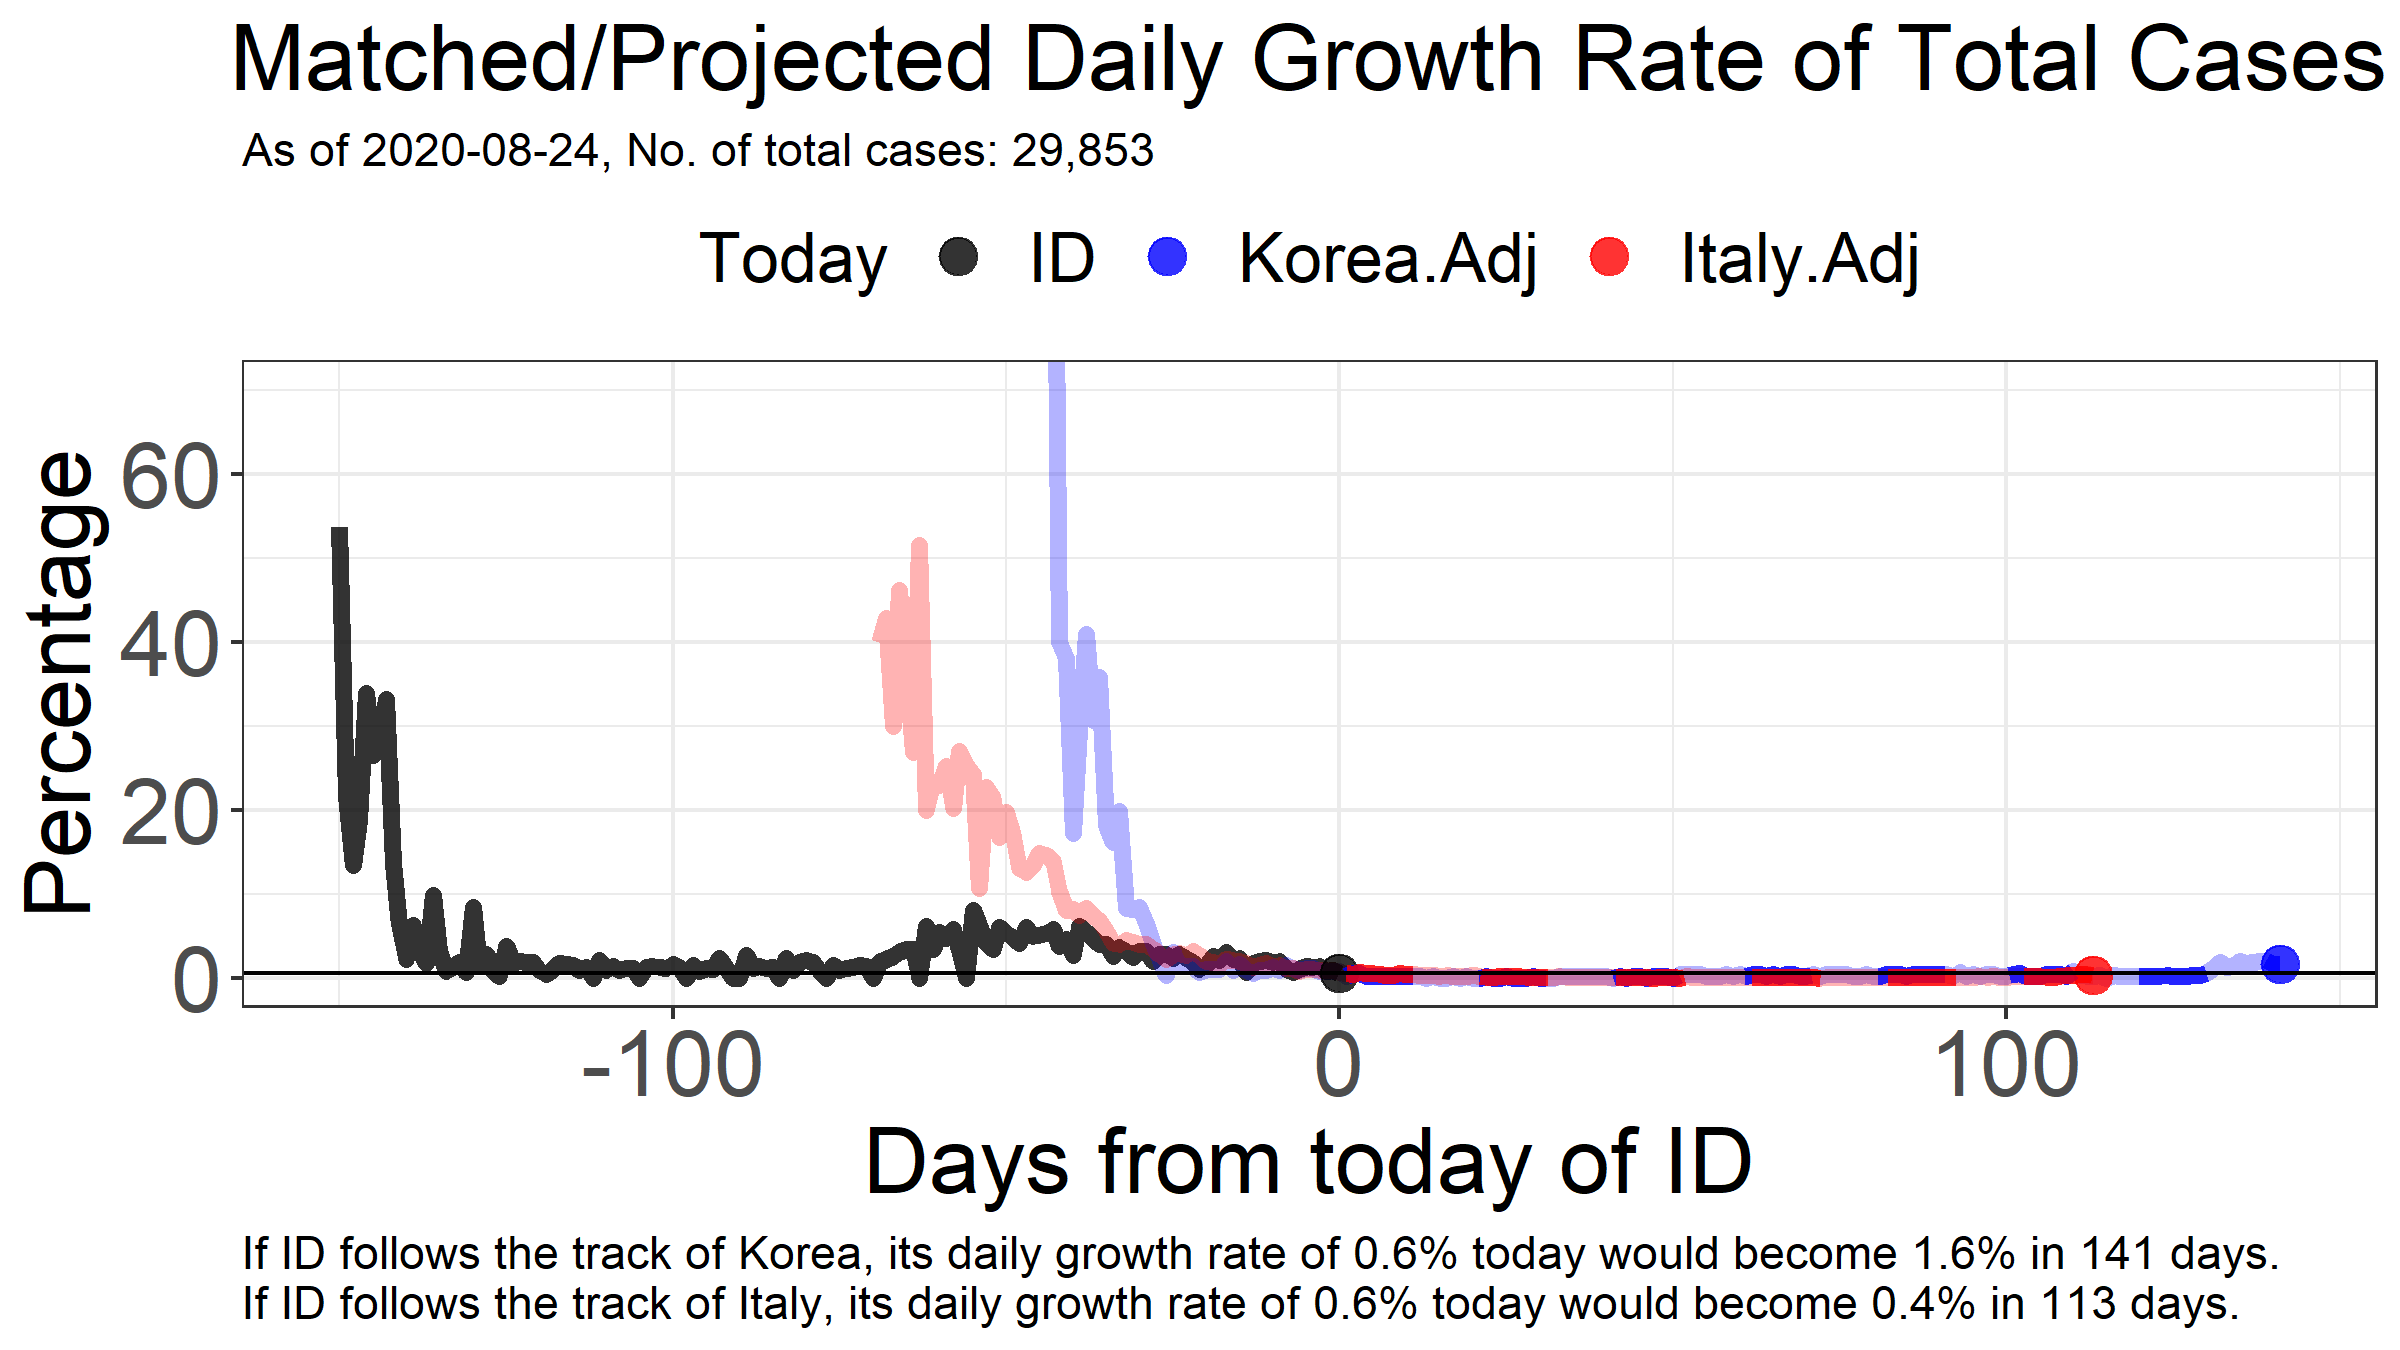 Matched/Projected Daily Growth Rate of Total Cases
As of 2020-08-24, No. of total cases: 29,853
Today ID Korea.Adj Italy.Adj
Percentage
60
40
20
0
-100 0 100
Days from today of ID
If ID follows the track of Korea, its daily growth rate of 0.6% today would become 1.6% in 141 days.
If ID follows the track of Italy, its daily growth rate of 0.6% today would become 0.4% in 113 days.